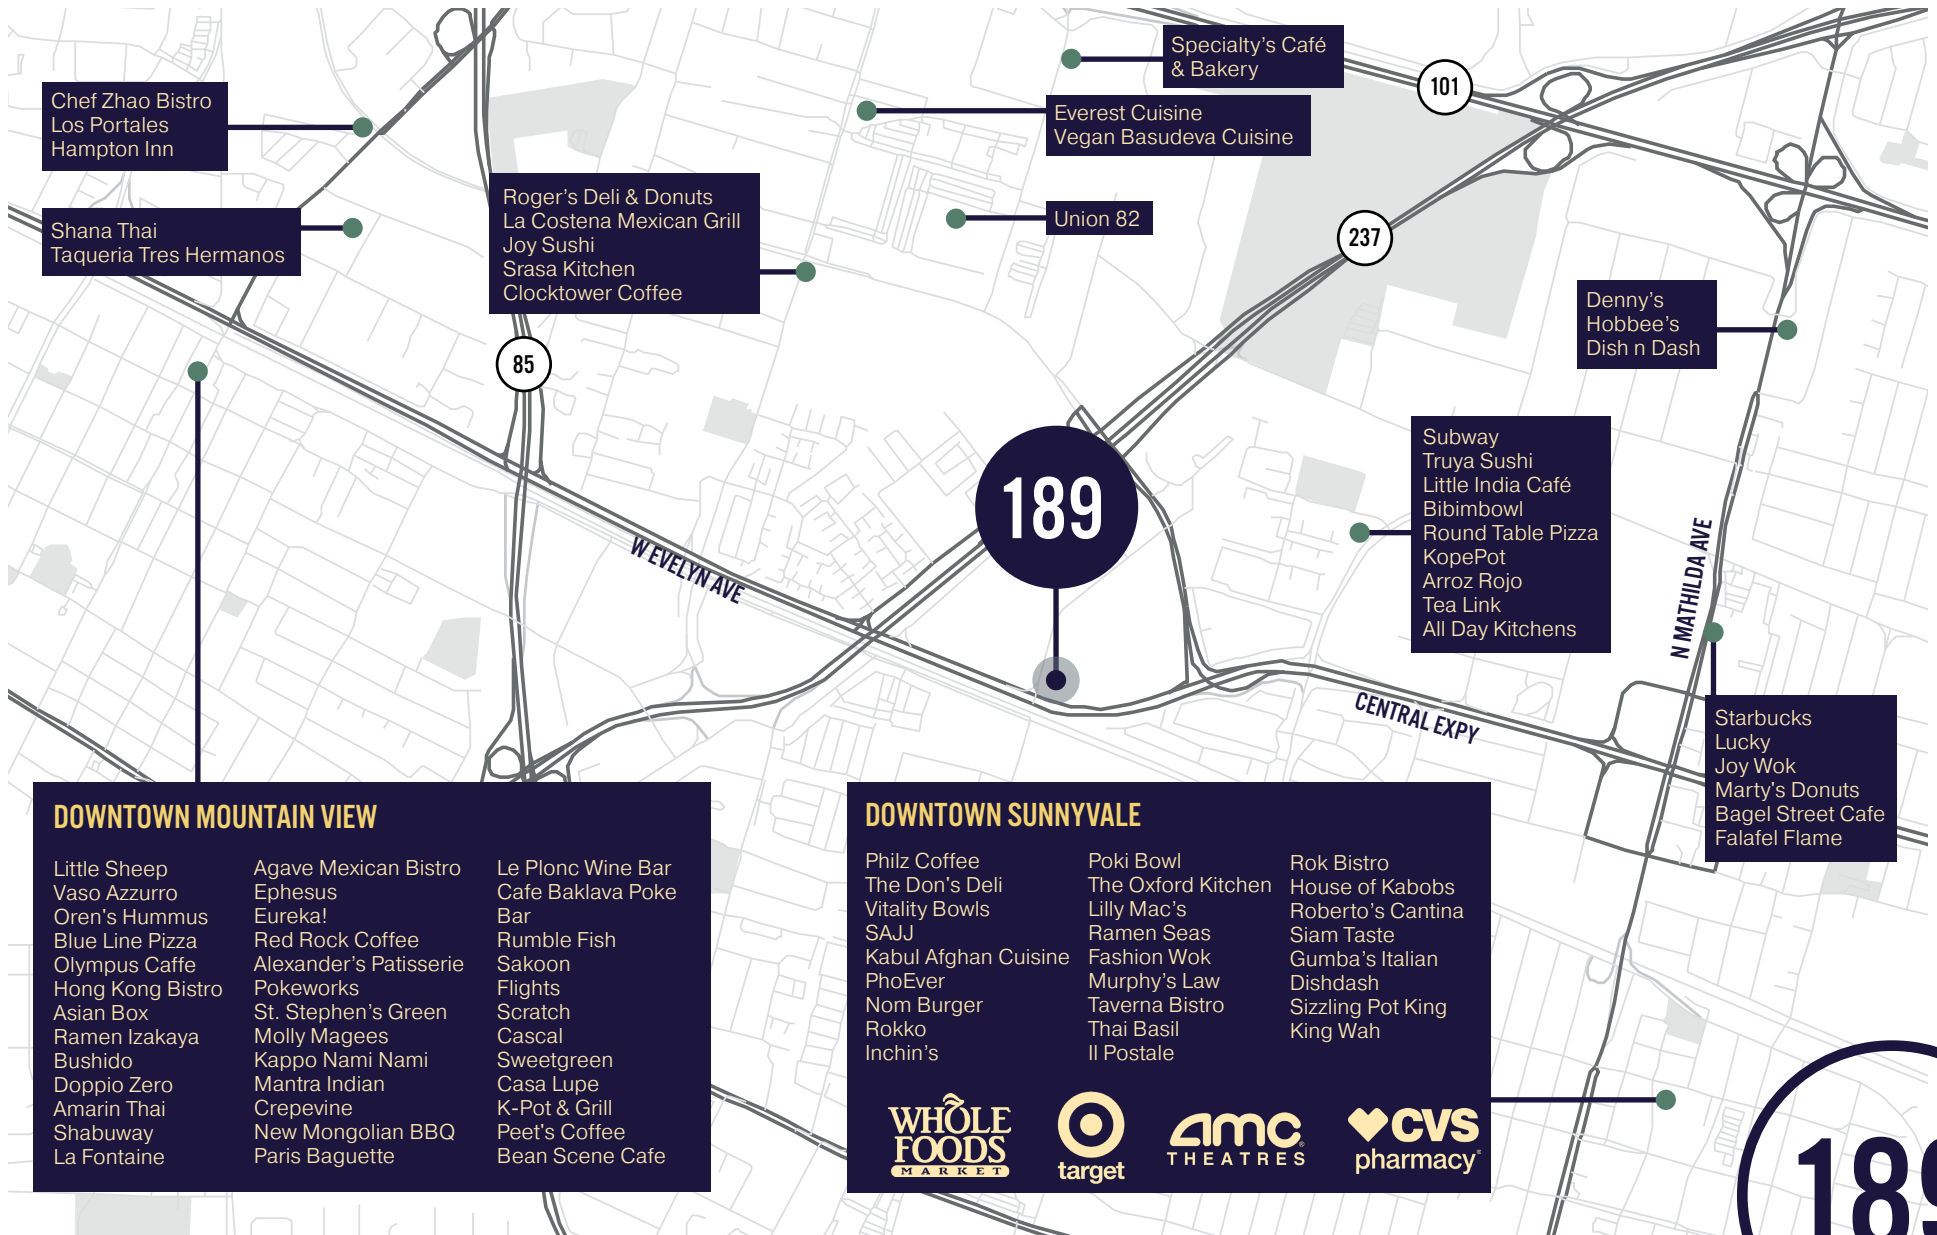 Specialty's Café
& Bakery
101
Chef Zhao Bistro
Los Portales
Hampton Inn
Everest Cuisine
Vegan Basudeva Cuisine
Roger's Deli & Donuts
La Costena Mexican Grill
Joy Sushi
Srasa Kitchen
Clocktower Coffee
Union 82
Shana Thai
Taqueria Tres Hermanos
237
Denny's
Hobbee's
Dish n Dash
85
189
Subway
Truya Sushi
Little India Café
Bibimbowl
Round Table Pizza
KopePot
Arroz Rojo
Tea Link
All Day Kitchens
W EVELYN AVE
N MATHILDA AVE
CENTRAL EXPY
Starbucks
Lucky
Joy Wok
Marty's Donuts
Bagel Street Cafe
Falafel Flame
DOWNTOWN MOUNTAIN VIEW
Little Sheep
Vaso Azzurro
Oren's Hummus
Blue Line Pizza
Olympus Caffe
Hong Kong Bistro
Asian Box
Ramen Izakaya
Bushido
Doppio Zero
Amarin Thai
Shabuway
La Fontaine
Agave Mexican Bistro
Ephesus
Eureka!
Red Rock Coffee
Alexander's Patisserie
Pokeworks
St. Stephen's Green
Molly Magees
Kappo Nami Nami
Mantra Indian
Crepevine
New Mongolian BBQ
Paris Baguette
Le Plonc Wine Bar
Cafe Baklava Poke
Bar
Rumble Fish
Sakoon
Flights
Scratch
Cascal
Sweetgreen
Casa Lupe
K-Pot & Grill
Peet's Coffee
Bean Scene Cafe
DOWNTOWN SUNNYVALE
Philz Coffee
The Don's Deli
Vitality Bowls
SAJJ
Kabul Afghan Cuisine
PhoEver
Nom Burger
Rokko
Inchin's
Poki Bowl
The Oxford Kitchen
Lilly Mac's
Ramen Seas
Fashion Wok
Murphy's Law
Taverna Bistro
Thai Basil
Il Postale
Rok Bistro
House of Kabobs
Roberto's Cantina
Siam Taste
Gumba's Italian
Dishdash
Sizzling Pot King
King Wah
WHOLE
FOODS
MARKET
target
amc
THEATRES
CVS
pharmacy
189